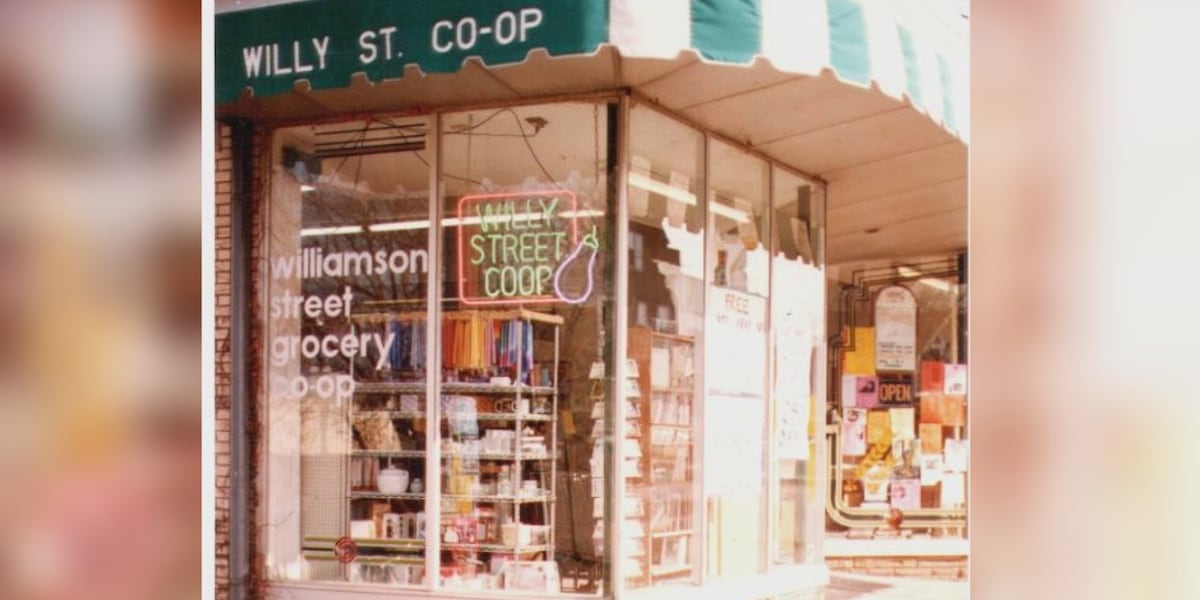 WILLY ST. CO-OP
WILLY
STREET
COOP
williamson
street
grocery
co-op
FREE
OPEN